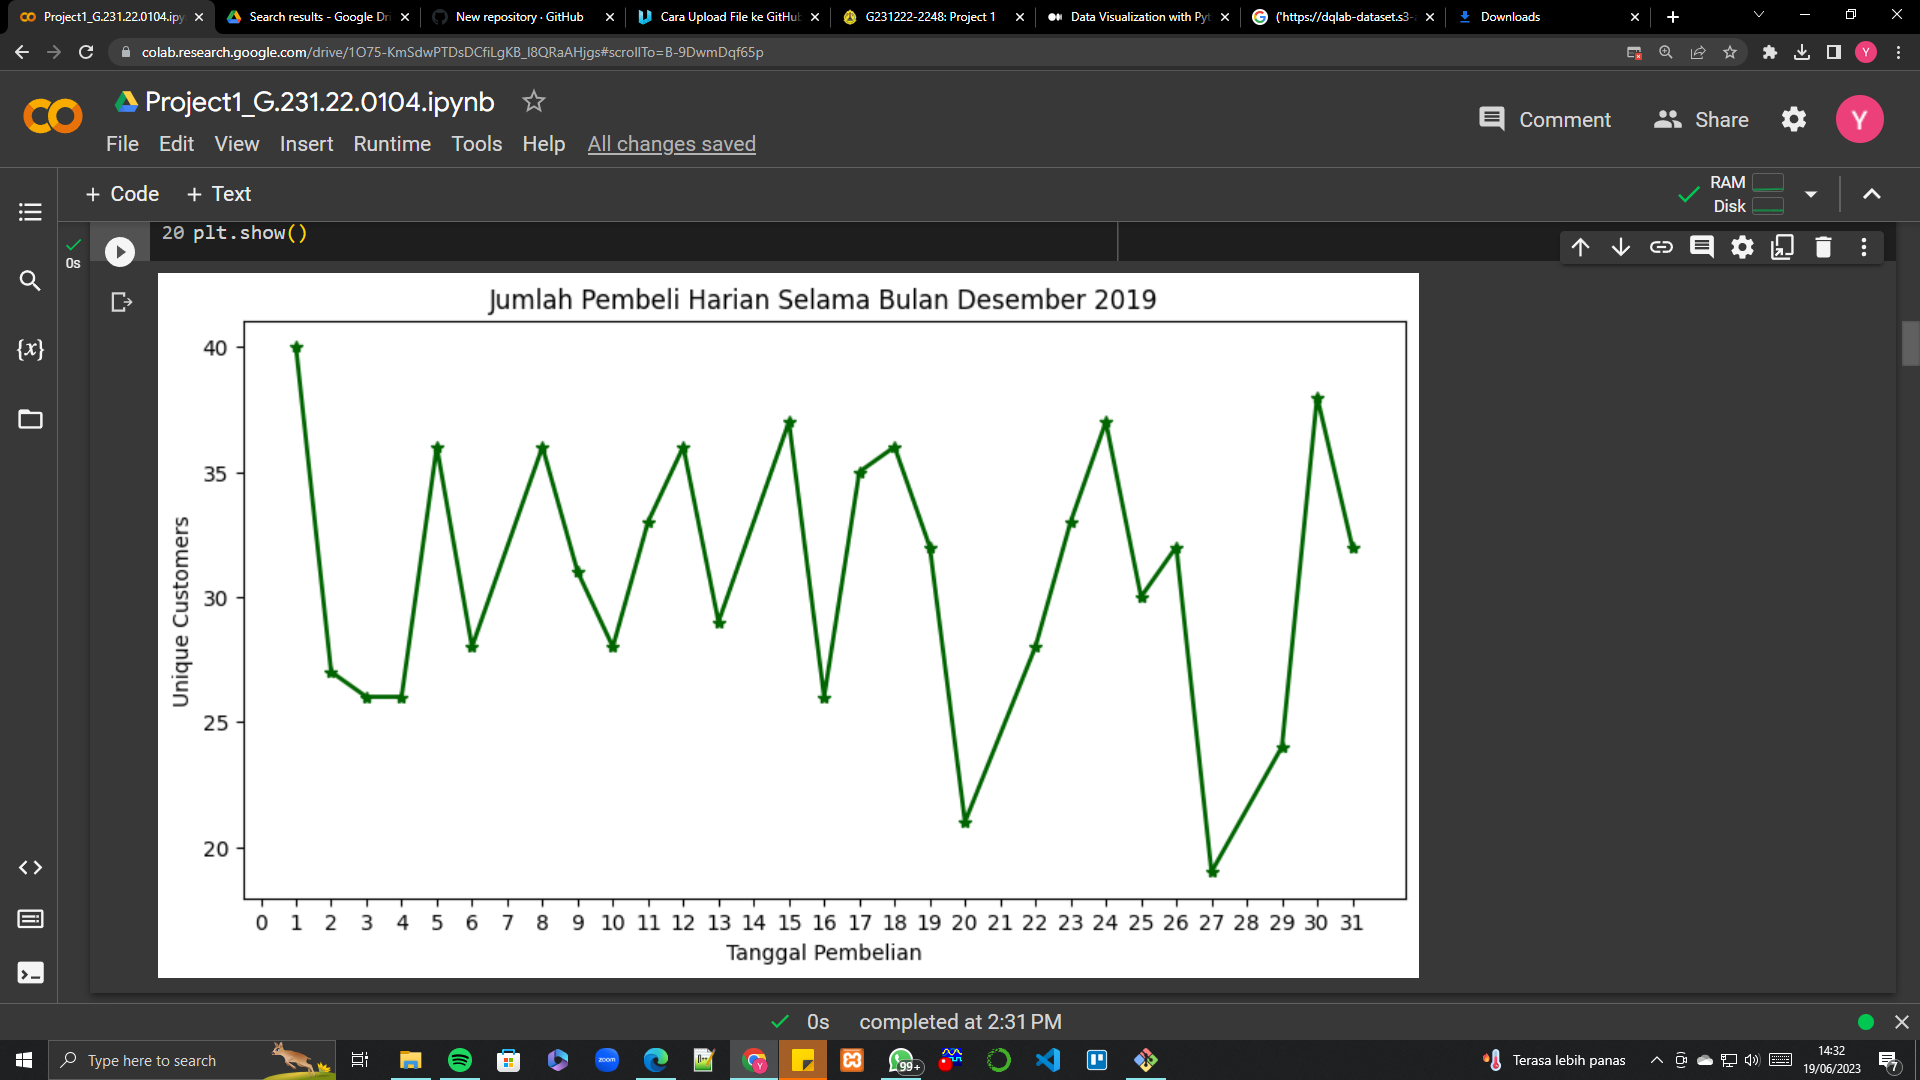 Project1_G.231.22.0104.ipy
Search results - Google Dri
New repository · GitHub
Cara Upload File ke GitHu
G231222-2248: Project 1
Data Visualization with Pyt
('https://dqlab-dataset.s3-
Downloads
colab.research.google.com/drive/1O75-KmSdwPTDsDCfiLgKB_I8QRaAHjgs#scrollTo=B-9DwmDqf65p
Y
CO
Project1_G.231.22.0104.ipynb
Comment
Share
Y
File Edit View Insert Runtime Tools Help All changes saved
+ Code + Text
RAM
Disk
0s
20 plt.show()
{x}
Jumlah Pembeli Harian Selama Bulan Desember 2019
Unique Customers
40
35
30
25
20
0 1 2 3 4 5 6 7 8 9 10 11 12 13 14 15 16 17 18 19 20 21 22 23 24 25 26 27 28 29 30 31
Tanggal Pembelian
0s completed at 2:31 PM
Type here to search
zoom
99+
Terasa lebih panas
14:32
19/06/2023
7